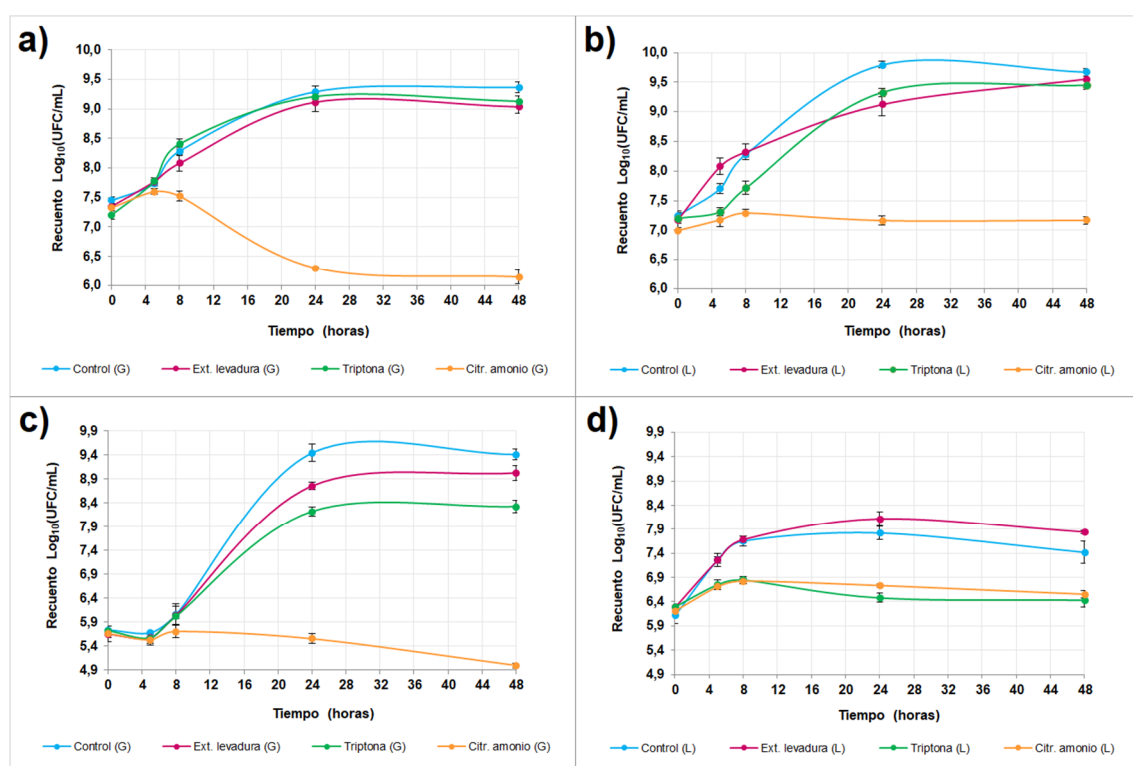 a)
Recuento Log10(UFC/mL)
10,0
9,5
9,0
8,5
8,0
7,5
7,0
6,5
6,0
0 4 8 12 16 20 24 28 32 36 40 44 48
Tiempo (horas)
Control (G) Ext. levadura (G) Triptona (G) Citr. amonio (G)
b)
Recuento Log10(UFC/mL)
10,0
9,5
9,0
8,5
8,0
7,5
7,0
6,5
6,0
0 4 8 12 16 20 24 28 32 36 40 44 48
Tiempo (horas)
Control (L) Ext. levadura (L) Triptona (L) Citr. amonio (L)
c)
Recuento Log10(UFC/mL)
9,9
9,4
8,9
8,4
7,9
7,4
6,9
6,4
5,9
5,4
4,9
0 4 8 12 16 20 24 28 32 36 40 44 48
Tiempo (horas)
Control (G) Ext. levadura (G) Triptona (G) Citr. amonio (G)
d)
Recuento Log10(UFC/mL)
9,9
9,4
8,9
8,4
7,9
7,4
6,9
6,4
5,9
5,4
4,9
0 4 8 12 16 20 24 28 32 36 40 44 48
Tiempo (horas)
Control (L) Ext. levadura (L) Triptona (L) Citr. amonio (L)